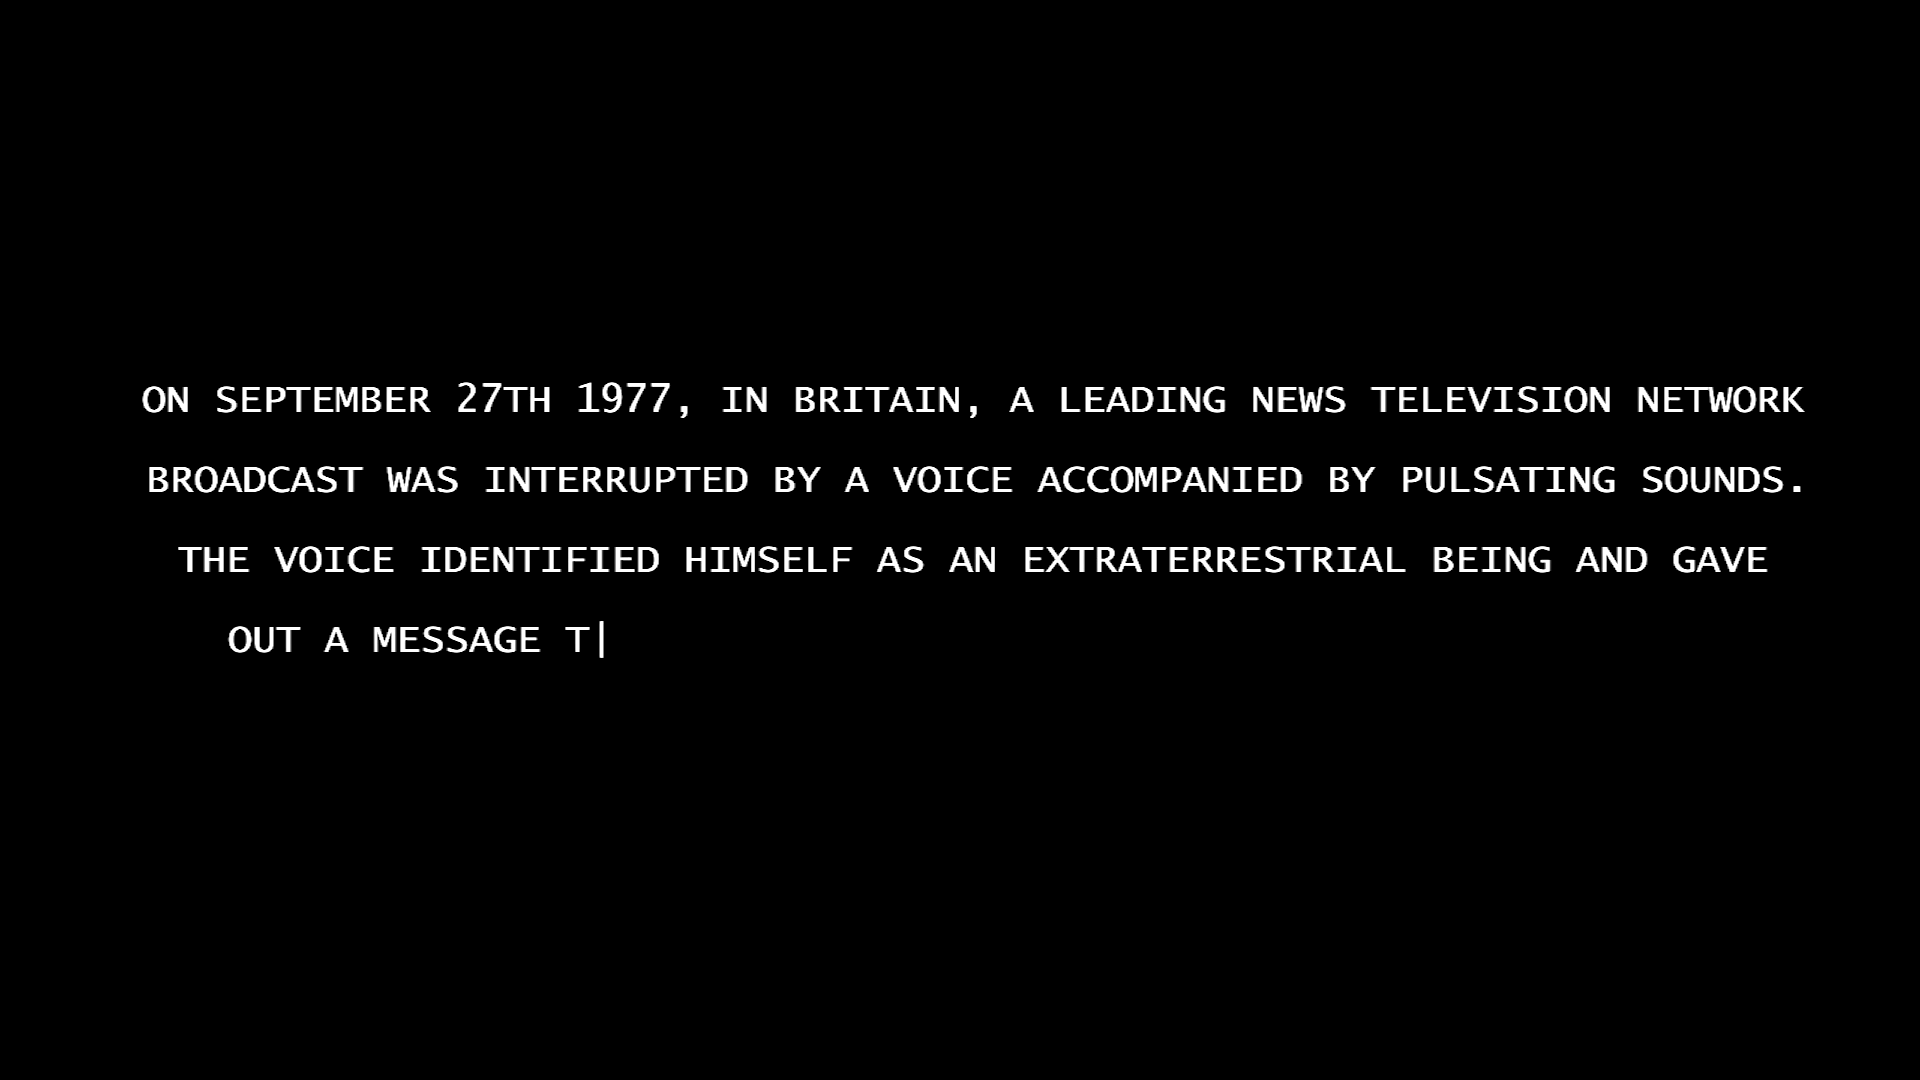 ON SEPTEMBER 27TH 1977, IN BRITAIN, A LEADING NEWS TELEVISION NETWORK
BROADCAST WAS INTERRUPTED BY A VOICE ACCOMPANIED BY PULSATING SOUNDS.
THE VOICE IDENTIFIED HIMSELF AS AN EXTRATERRESTRIAL BEING AND GAVE
OUT A MESSAGE T|